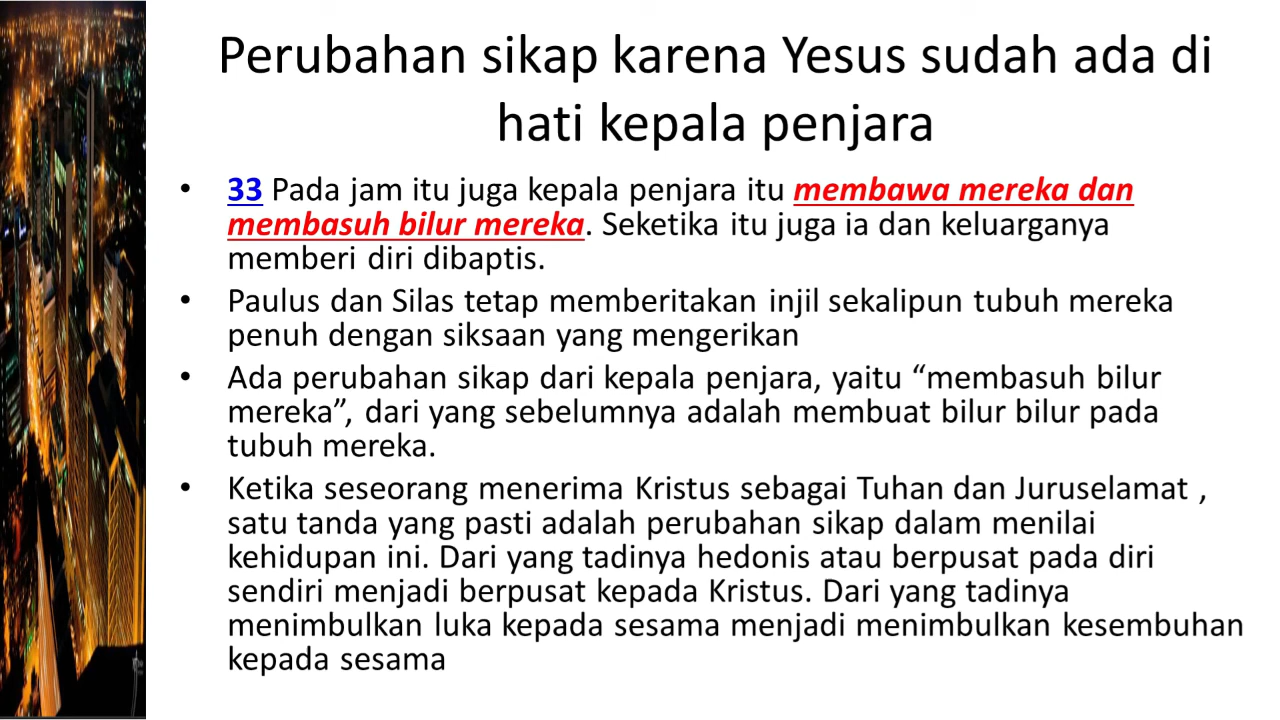 Perubahan sikap karena Yesus sudah ada di
hati kepala penjara
• 33 Pada jam itu juga kepala penjara itu membawa mereka dan
membasuh bilur mereka. Seketika itu juga ia dan keluarganya
memberi diri dibaptis.
• Paulus dan Silas tetap memberitakan injil sekalipun tubuh mereka
penuh dengan siksaan yang mengerikan
• Ada perubahan sikap dari kepala penjara, yaitu “membasuh bilur
mereka”, dari yang sebelumnya adalah membuat bilur bilur pada
tubuh mereka.
• Ketika seseorang menerima Kristus sebagai Tuhan dan Juruselamat ,
satu tanda yang pasti adalah perubahan sikap dalam menilai
kehidupan ini. Dari yang tadinya hedonis atau berpusat pada diri
sendiri menjadi berpusat kepada Kristus. Dari yang tadinya
menimbulkan luka kepada sesama menjadi menimbulkan kesembuhan
kepada sesama